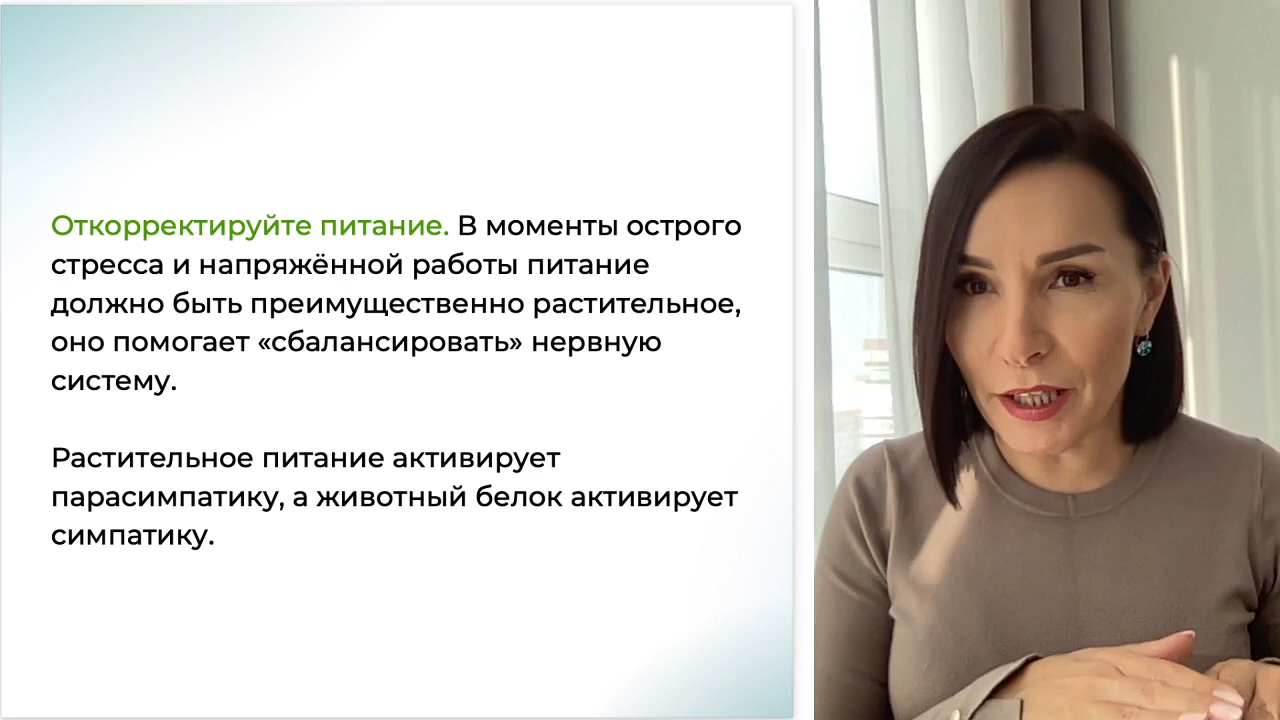 Откорректируйте питание. В моменты острого
стресса и напряжённой работы питание
должно быть преимущественно растительное,
оно помогает «сбалансировать» нервную
систему.
Растительное питание активирует
парасимпатику, а животный белок активирует
симпатику.